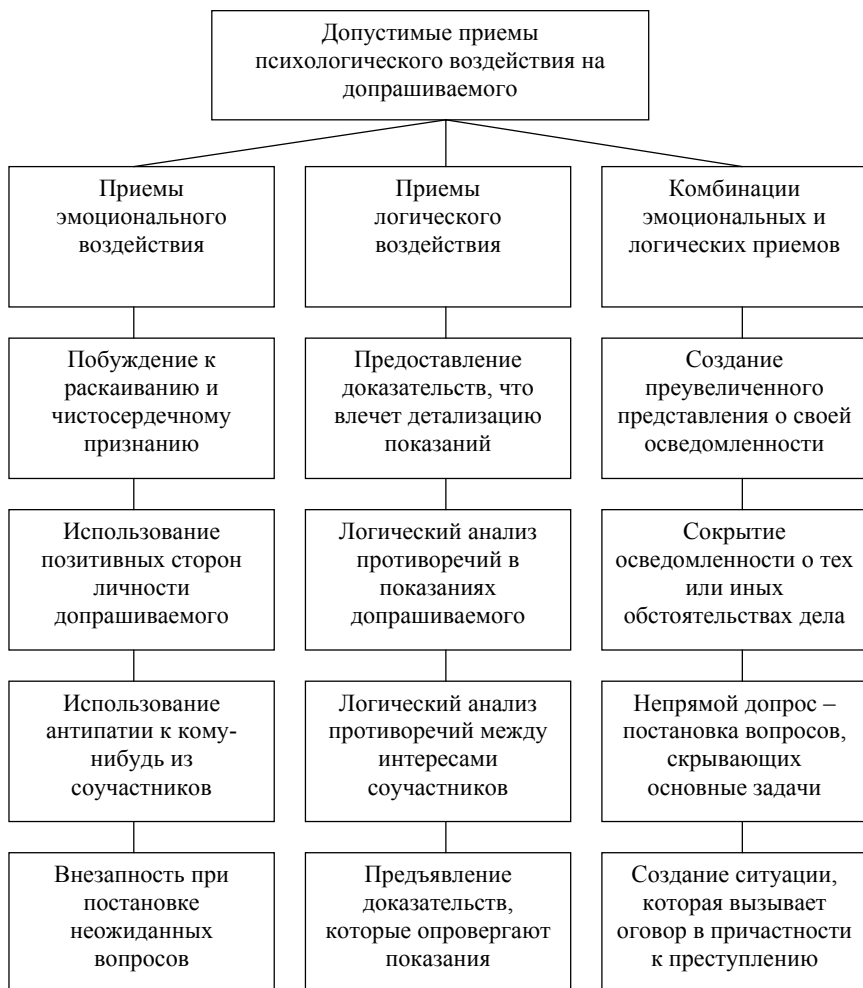 Допустимые приемы
психологического воздействия на
допрашиваемого
Приемы
эмоционального
воздействия
Приемы
логического
воздействия
Комбинации
эмоциональных и
логических приемов
Побуждение к
раскаиванию и
чистосердечному
признанию
Предоставление
доказательств, что
влечет детализацию
показаний
Создание
преувеличенного
представления о своей
осведомленности
Использование
позитивных сторон
личности
допрашиваемого
Логический анализ
противоречий в
показаниях
допрашиваемого
Сокрытие
осведомленности о тех
или иных
обстоятельствах дела
Использование
антипатии к кому-
нибудь из
соучастников
Логический анализ
противоречий между
интересами
соучастников
Непрямой допрос –
постановка вопросов,
скрывающих
основные задачи
Внезапность при
постановке
неожиданных
вопросов
Предъявление
доказательств,
которые опровергают
показания
Создание ситуации,
которая вызывает
оговор в причастности
к преступлению